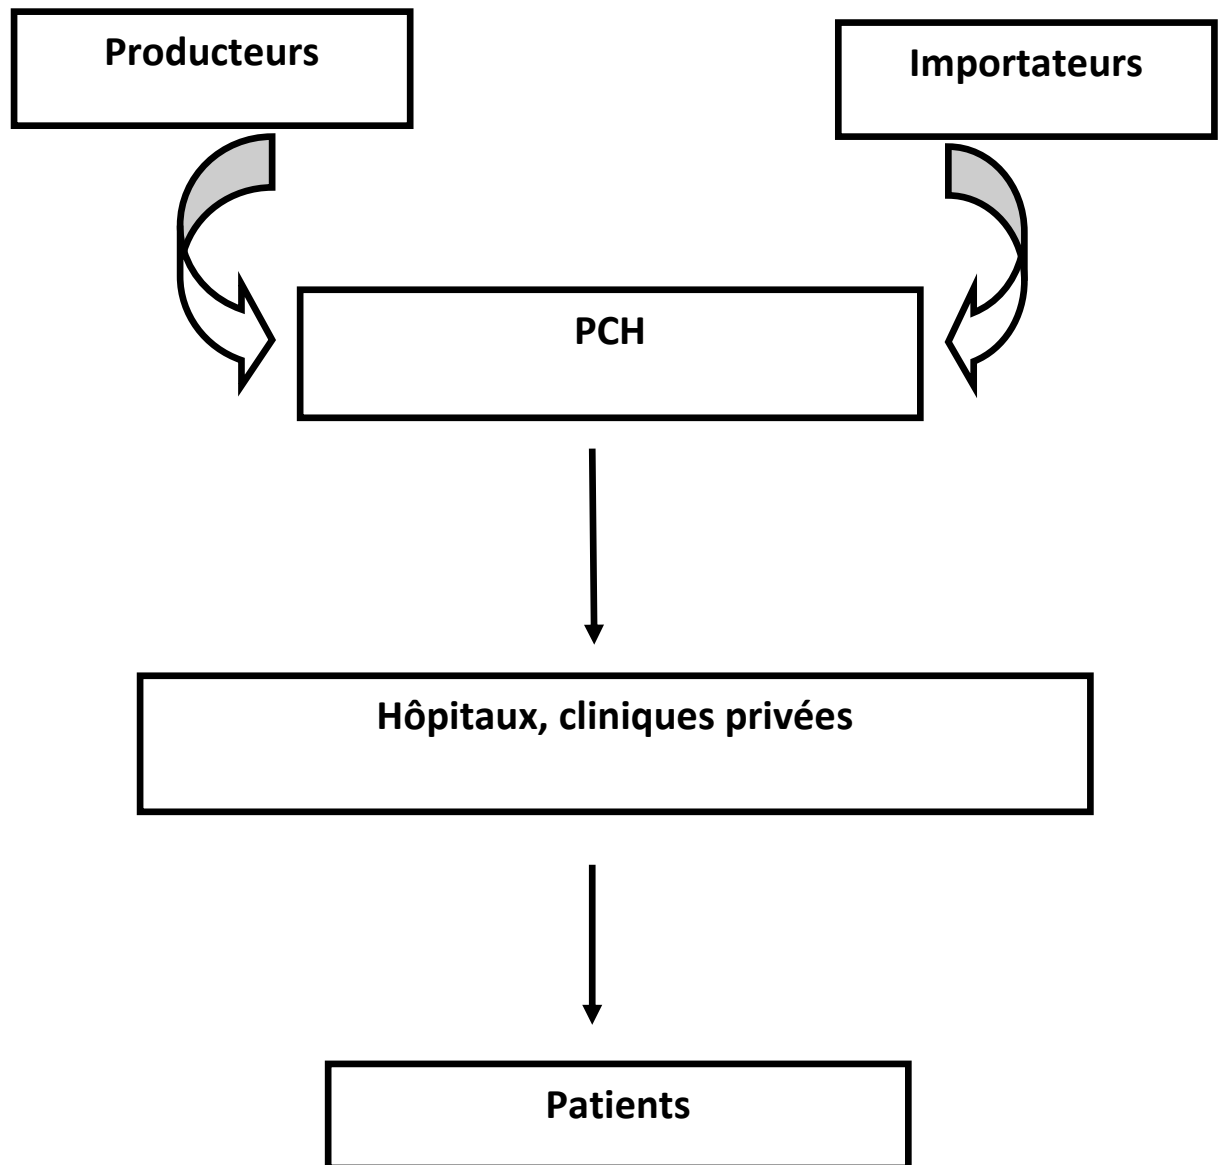 Producteurs
Importateurs
PCH
Hôpitaux, cliniques privées
Patients